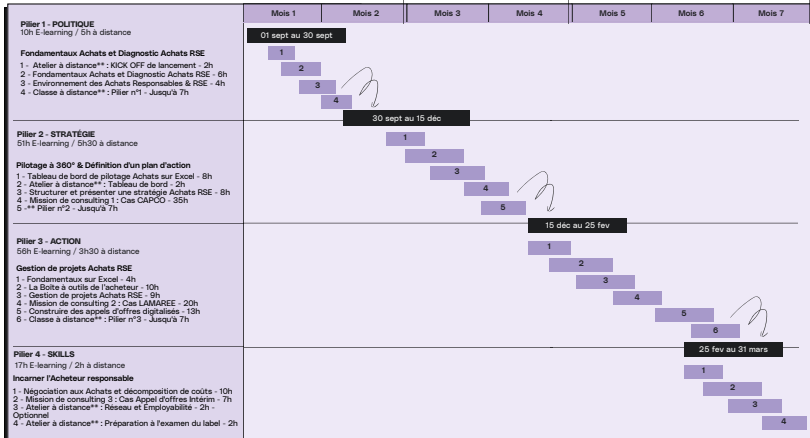 Mois 1 Mois 2 Mois 3 Mois 4 Mois 5 Mois 6 Mois 7
Pilier 1 - POLITIQUE
10h E-learning / 5h à distance
01 sept au 30 sept
Fondamentaux Achats et Diagnostic Achats RSE
1 - Atelier à distance** : KICK OFF de lancement - 2h
2 - Fondamentaux Achats et Diagnostic Achats RSE - 6h
3 - Environnement des Achats Responsables & RSE - 4h
4 - Classe à distance** : Pilier n°1 - Jusqu'à 7h
1
2
3
4
30 sept au 15 déc
Pilier 2 - STRATÉGIE
51h E-learning / 5h30 à distance
Pilotage à 360° & Définition d'un plan d'action
1 - Tableau de bord de pilotage Achats sur Excel - 8h
2 - Atelier à distance** : Tableau de bord - 2h
3 - Structurer et présenter une stratégie Achats RSE - 8h
4 - Mission de consulting 1 : Cas CAPCO - 35h
5 -** Pilier n°2 - Jusqu'à 7h
1
2
3
4
5
15 déc au 25 fev
Pilier 3 - ACTION
56h E-learning / 3h30 à distance
Gestion de projets Achats RSE
1 - Fondamentaux sur Excel - 4h
2 - La Boîte à outils de l'acheteur - 10h
3 - Gestion de projets Achats RSE - 9h
4 - Mission de consulting 2 : Cas LAMAREE - 20h
5 - Construire des appels d'offres digitalisés - 13h
6 - Classe à distance** : Pilier n°3 - Jusqu'à 7h
1
2
3
4
5
6
25 fev au 31 mars
Pilier 4 - SKILLS
17h E-learning / 2h à distance
Incarner l'Acheteur responsable
1 - Négociation aux Achats et décomposition de coûts - 10h
2 - Mission de consulting 3 : Cas Appel d'offres Intérim - 7h
3 - Atelier à distance** : Réseau et Employabilité - 2h -
Optionnel
4 - Atelier à distance** : Préparation à l'examen du label - 2h
1
2
3
4